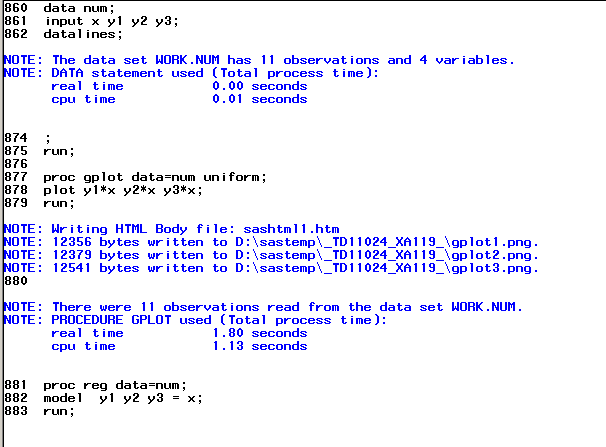 860  data num;
861  input x y1 y2 y3;
862  datalines;
NOTE: The data set WORK.NUM has 11 observations and 4 variables.
NOTE: DATA statement used (Total process time):
      real time           0.00 seconds
      cpu time            0.01 seconds
874  ;
875  run;
876
877  proc gplot data=num uniform;
878  plot y1*x y2*x y3*x;
879  run;
NOTE: Writing HTML Body file: sashtml1.htm
NOTE: 12356 bytes written to D:\sastemp\_TD11024_XA119_\gplot1.png.
NOTE: 12379 bytes written to D:\sastemp\_TD11024_XA119_\gplot2.png.
NOTE: 12541 bytes written to D:\sastemp\_TD11024_XA119_\gplot3.png.
880
NOTE: There were 11 observations read from the data set WORK.NUM.
NOTE: PROCEDURE GPLOT used (Total process time):
      real time           1.80 seconds
      cpu time            1.13 seconds
881  proc reg data=num;
882  model  y1 y2 y3 = x;
883  run;